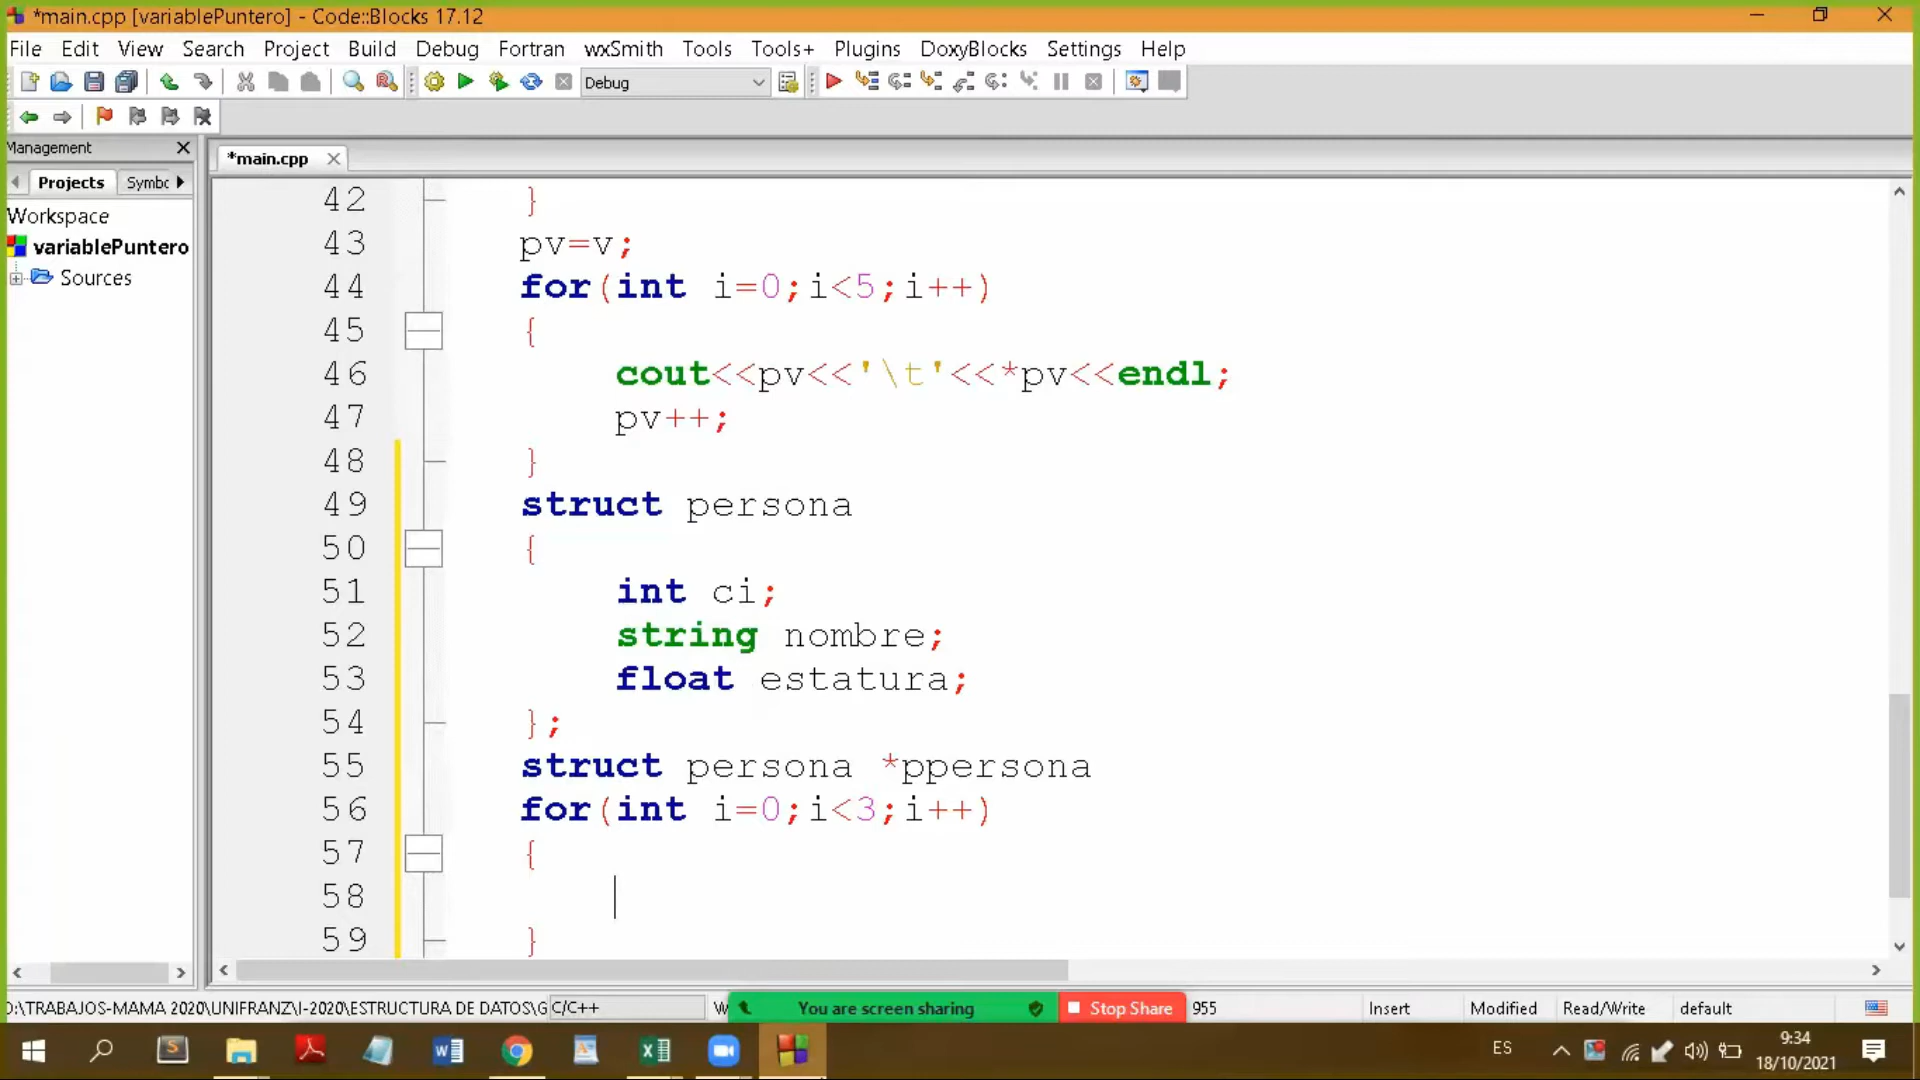 *main.cpp [variablePuntero] - Code::Blocks 17.12
File Edit View Search Project Build Debug Fortran wxSmith Tools Tools+ Plugins DoxyBlocks Settings Help
Debug
Management
*main.cpp
Projects
Workspace
variablePuntero
Sources
42 }
43 pv=v;
44 for(int i=0;i<5;i++)
45 {
46 cout<<pv<<'\t'<<*pv<<endl;
47 pv++;
48 }
49 struct persona
50 {
51 int ci;
52 string nombre;
53 float estatura;
54 };
55 struct persona *ppersona
56 for(int i=0;i<3;i++)
57 {
58
59 }
:\TRABAJOS-MAMA 2020\UNIFRANZ\I-2020\ESTRUCTURA DE DATOS\G C/C++ You are screen sharing Stop Share 955 Insert Modified Read/Write default
ES
9:34
18/10/2021